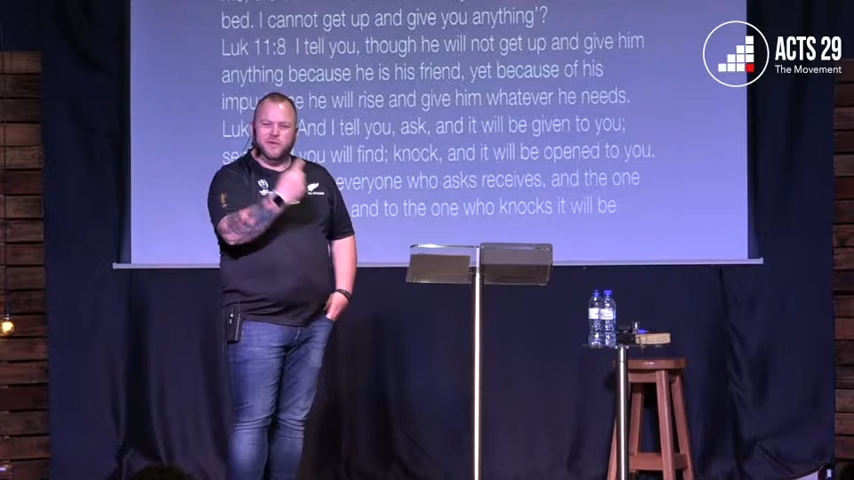 bed. I cannot get up and give you anything'?
Luk 11:8 I tell you, though he will not get up and give him
anything because he is his friend, yet because of his
he will rise and give him whatever he needs.
Luk And I tell you, ask, and it will be given to you;
you will find; knock, and it will be opened to you.
everyone who asks receives, and the one
and to the one who knocks it will be
ACTS 29
The Movement